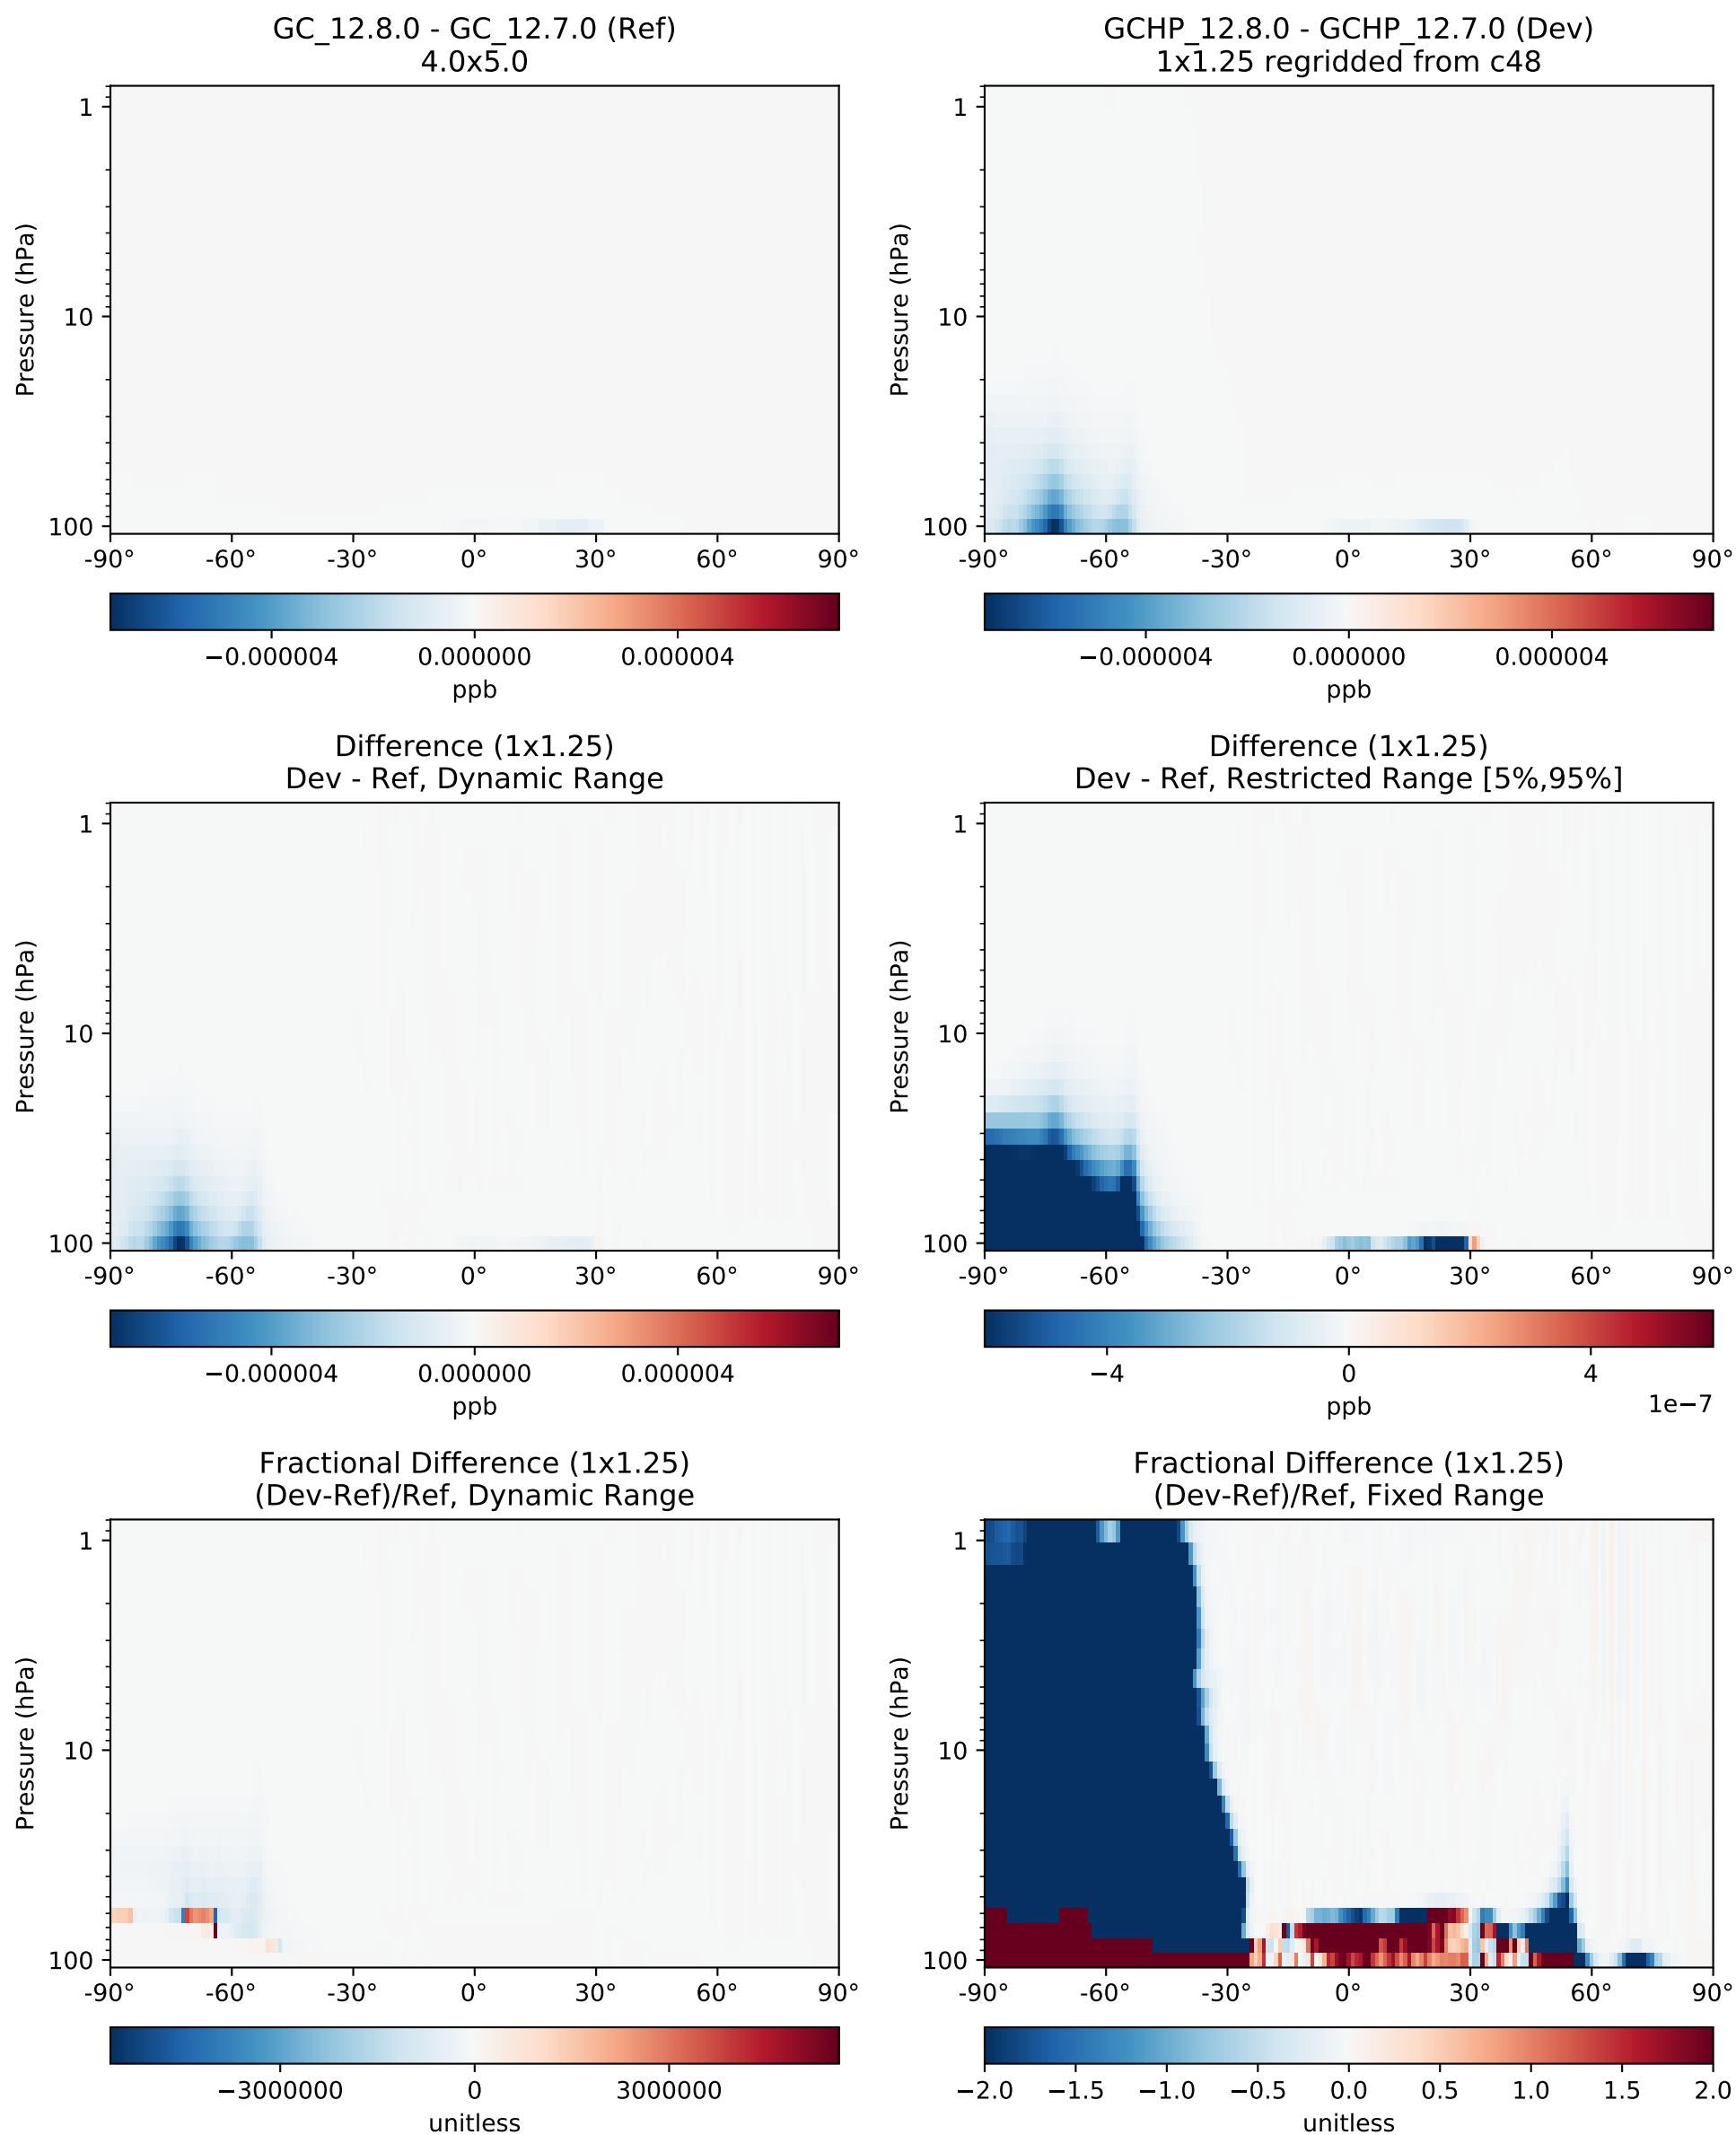 GC_12.8.0 - GC_12.7.0 (Ref)
4.0x5.0
Pressure (hPa)
1
10
100
-90° -60° -30° 0° 30° 60° 90°
−0.000004 0.000000 0.000004
ppb
GCHP_12.8.0 - GCHP_12.7.0 (Dev)
1x1.25 regridded from c48
Pressure (hPa)
1
10
100
-90° -60° -30° 0° 30° 60° 90°
−0.000004 0.000000 0.000004
ppb
Difference (1x1.25)
Dev - Ref, Dynamic Range
Pressure (hPa)
1
10
100
-90° -60° -30° 0° 30° 60° 90°
−0.000004 0.000000 0.000004
ppb
Difference (1x1.25)
Dev - Ref, Restricted Range [5%,95%]
Pressure (hPa)
1
10
100
-90° -60° -30° 0° 30° 60° 90°
−4 0 4
1e−7
ppb
Fractional Difference (1x1.25)
(Dev-Ref)/Ref, Dynamic Range
Pressure (hPa)
1
10
100
-90° -60° -30° 0° 30° 60° 90°
−3000000 0 3000000
unitless
Fractional Difference (1x1.25)
(Dev-Ref)/Ref, Fixed Range
Pressure (hPa)
1
10
100
-90° -60° -30° 0° 30° 60° 90°
−2.0 −1.5 −1.0 −0.5 0.0 0.5 1.0 1.5 2.0
unitless